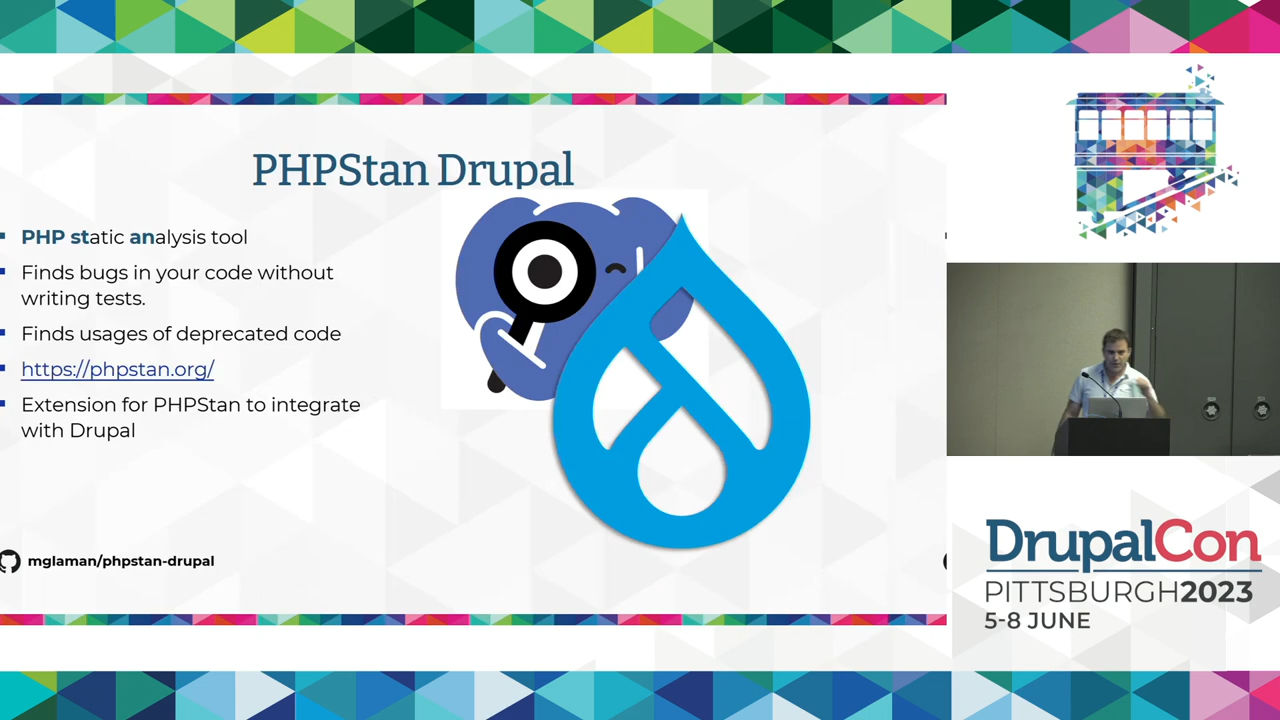 PHPStan Drupal
PHP static analysis tool
Finds bugs in your code without
writing tests.
Finds usages of deprecated code
https://phpstan.org/
Extension for PHPStan to integrate
with Drupal
mglaman/phpstan-drupal
DrupalCon
PITTSBURGH2023
5-8 JUNE